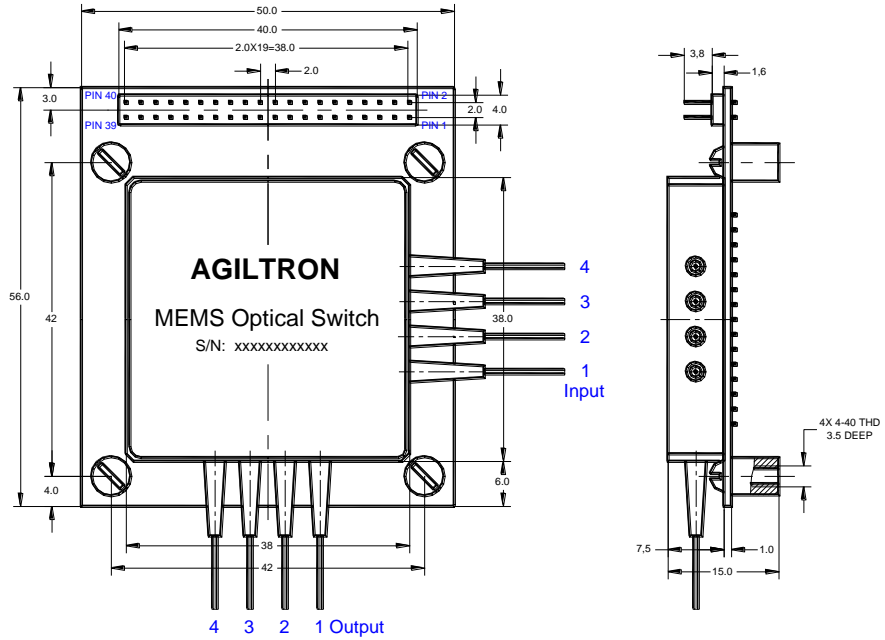 50.0
40.0
2.0X19=38.0
2.0
3.0
PIN 40
PIN 2
2.0
4.0
PIN 39
PIN 1
3,8
1,6
AGILTRON
MEMS Optical Switch
S/N: xxxxxxxxxxxx
56.0
42
38.0
4
3
2
1
Input
4X 4-40 THD
3.5 DEEP
4.0
6.0
38
42
7,5
1.0
15.0
4 3 2 1 Output